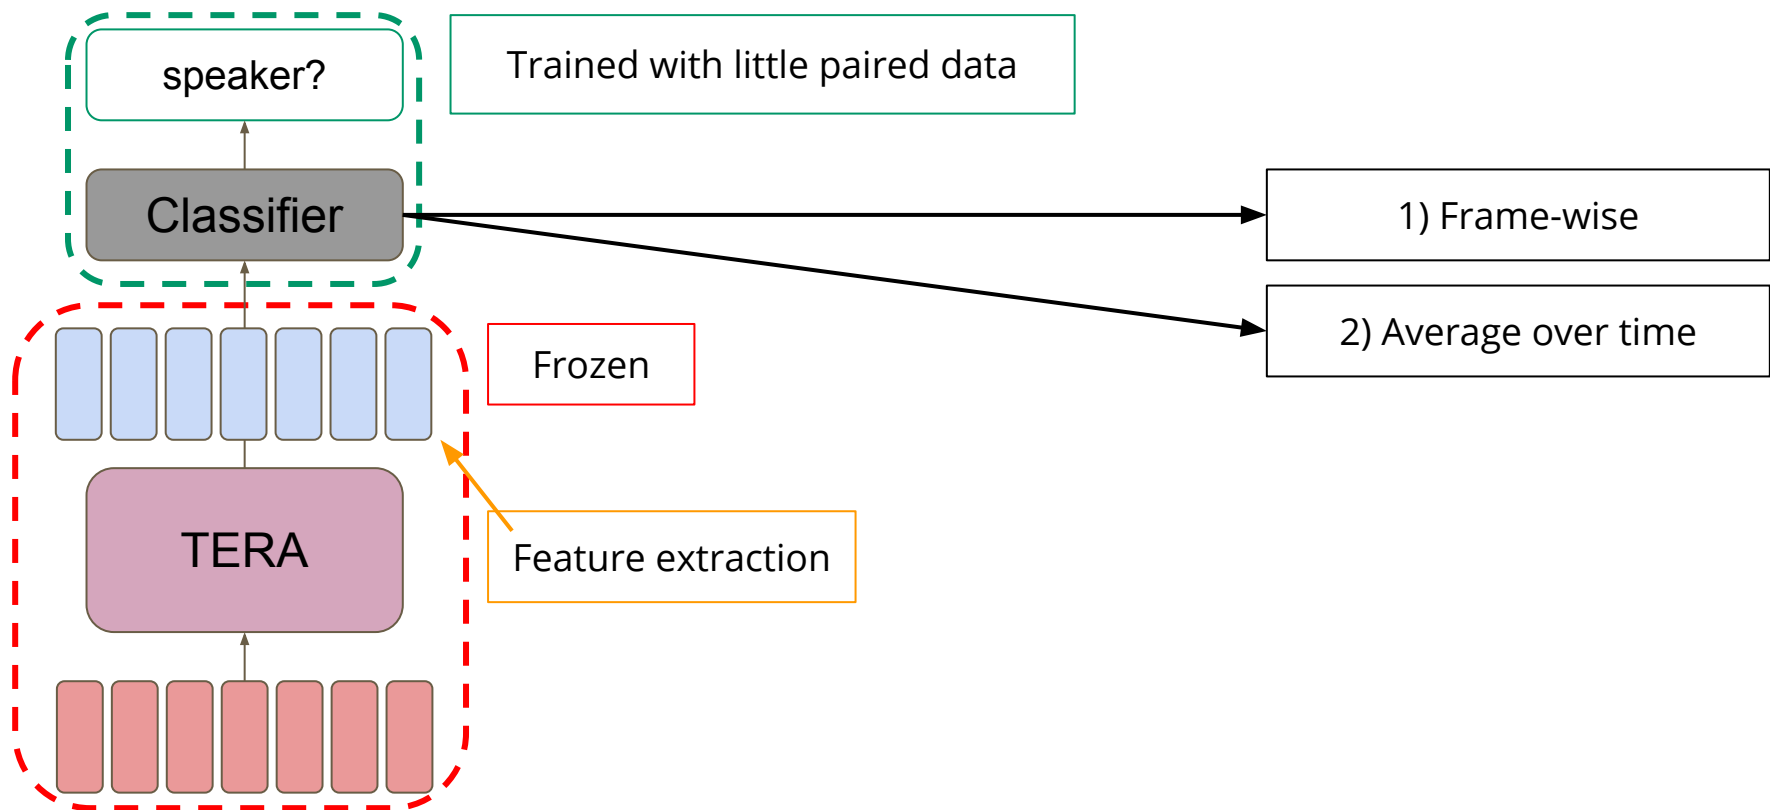 speaker?
Trained with little paired data
Classifier
1) Frame-wise
2) Average over time
Frozen
TERA
Feature extraction